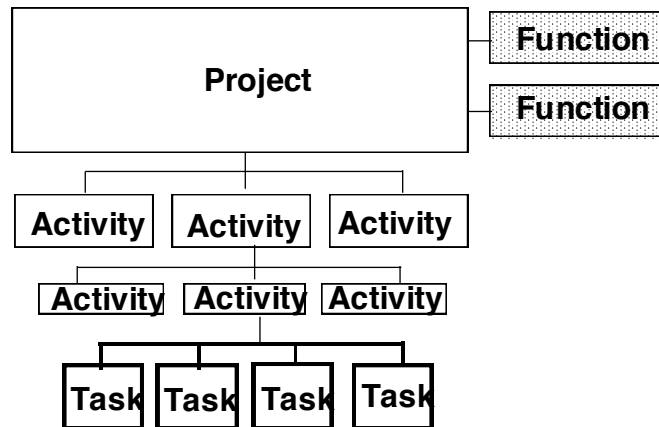 Function
Project
Function
Activity Activity Activity
Activity Activity Activity
Task Task Task Task